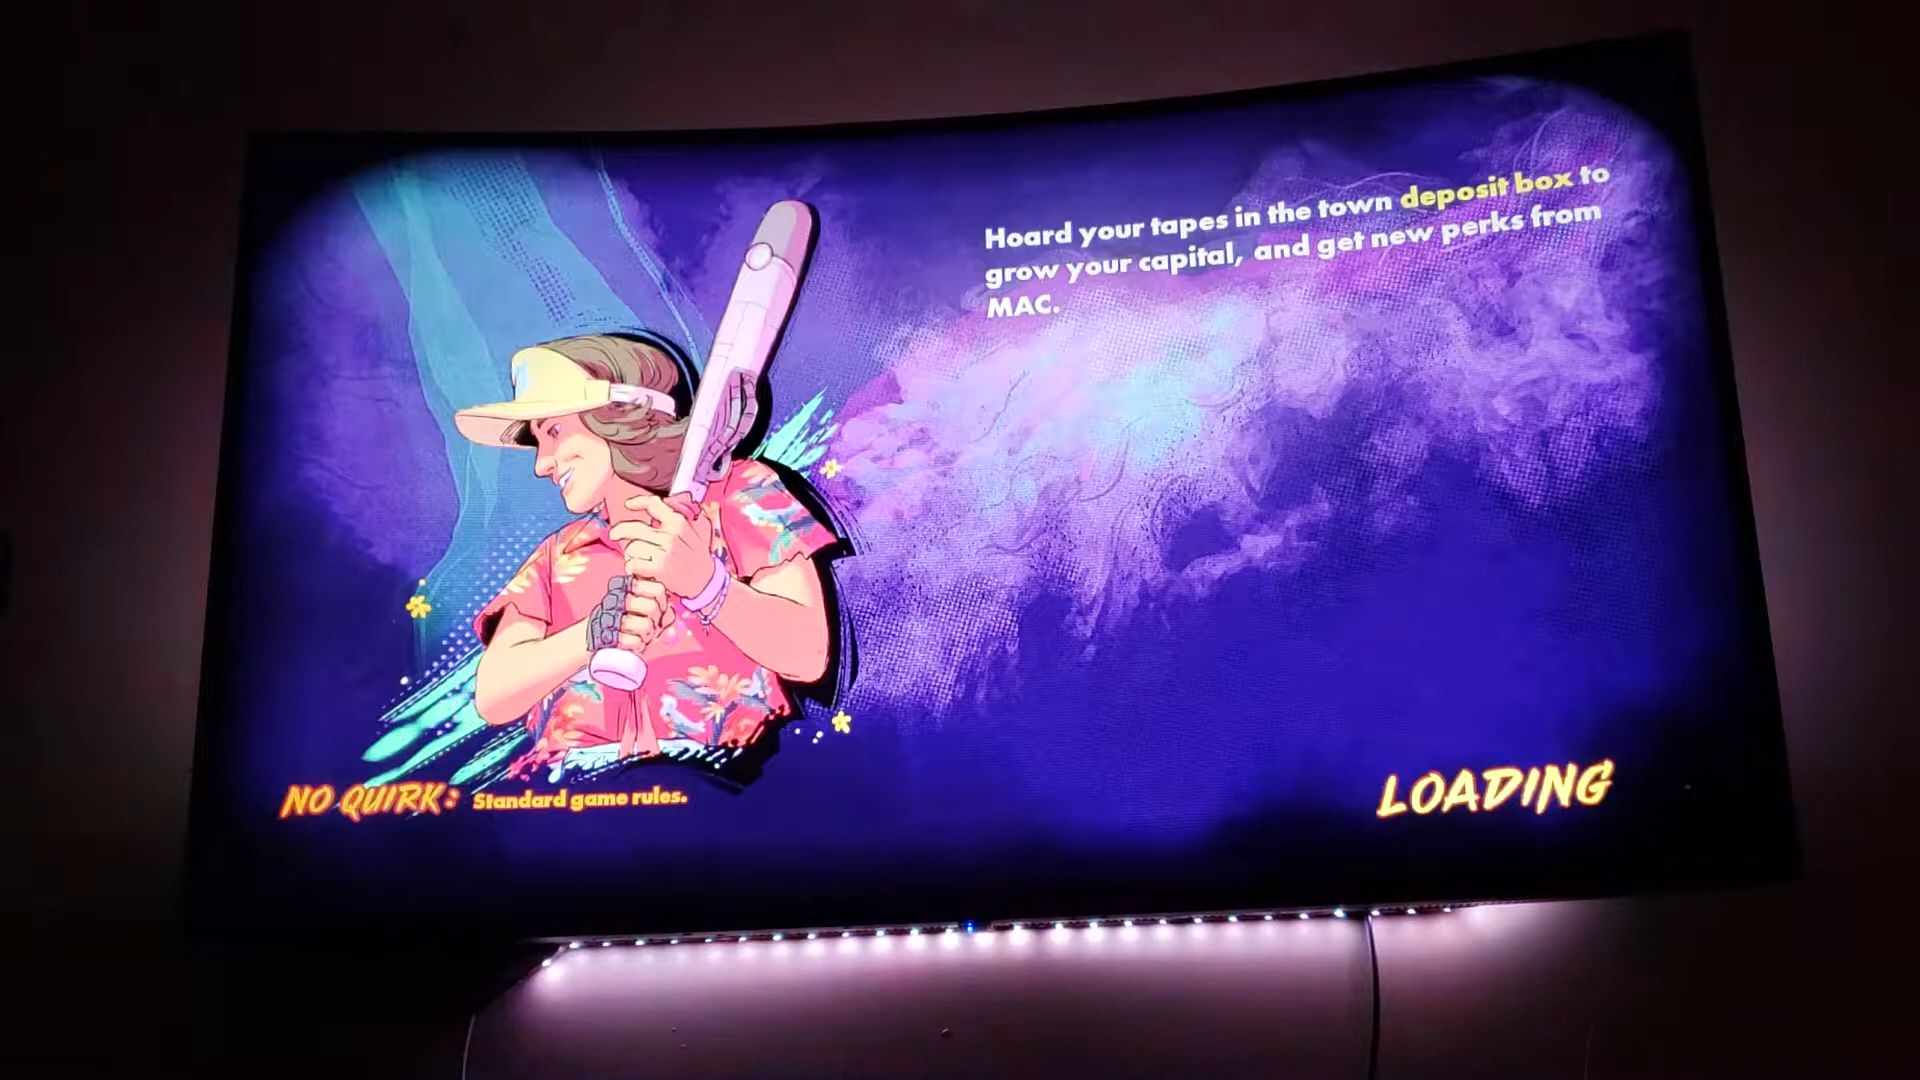 Hoard your tapes in the town deposit box to
grow your capital, and get new perks from
MAC.
NO QUIRK: Standard game rules.
LOADING